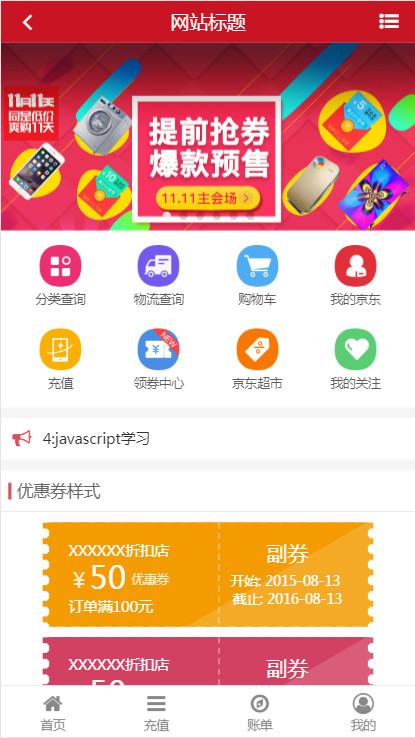 网站标题
11月11天
同是低价
爽购11天
提前抢券
爆款预售
11.11主会场 >
5
10
分类查询
物流查询
购物车
我的京东
NEW
充值
领券中心
京东超市
我的关注
4:javascript学习
优惠券样式
XXXXXX折扣店
¥50 优惠券
订单满100元
副券
开始: 2015-08-13
截止: 2016-08-13
XXXXXX折扣店
副券
首页
充值
账单
我的